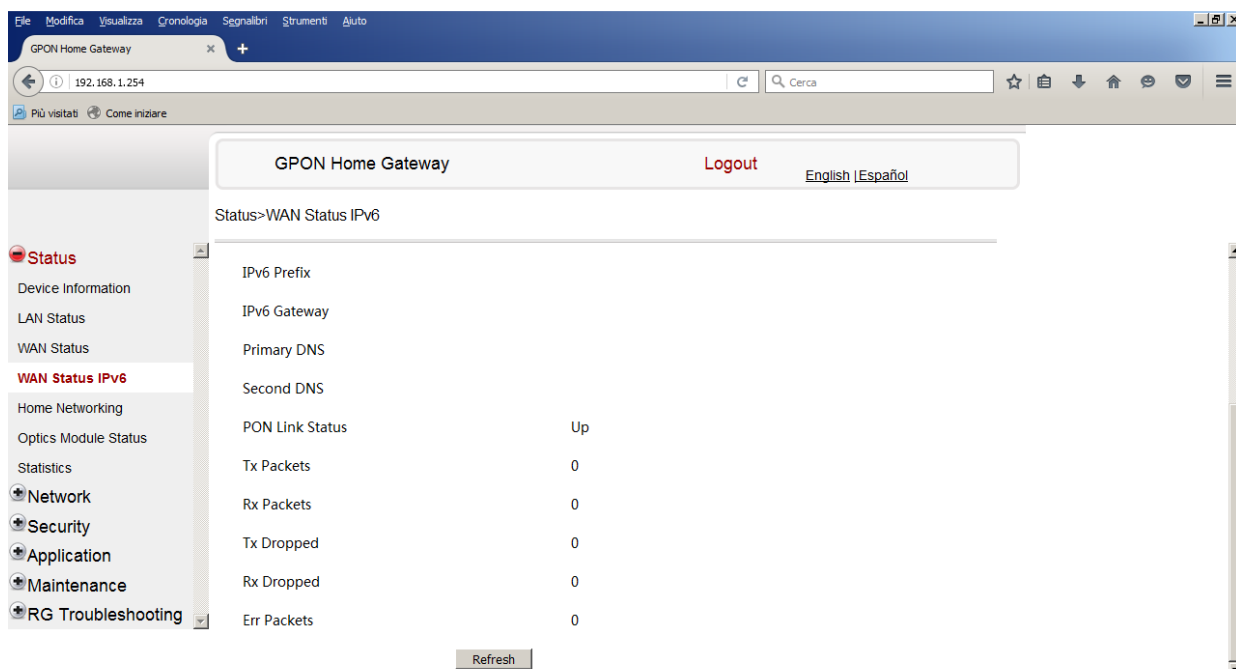 File Modifica Visualizza Cronologia Segnalibri Strumenti Aiuto
GPON Home Gateway
192.168.1.254
Cerca
Più visitati Come iniziare
GPON Home Gateway Logout English | Español
Status>WAN Status IPv6
Status
Device Information
LAN Status
WAN Status
WAN Status IPv6
Home Networking
Optics Module Status
Statistics
Network
Security
Application
Maintenance
RG Troubleshooting
IPv6 Prefix
IPv6 Gateway
Primary DNS
Second DNS
PON Link Status Up
Tx Packets 0
Rx Packets 0
Tx Dropped 0
Rx Dropped 0
Err Packets 0
Refresh